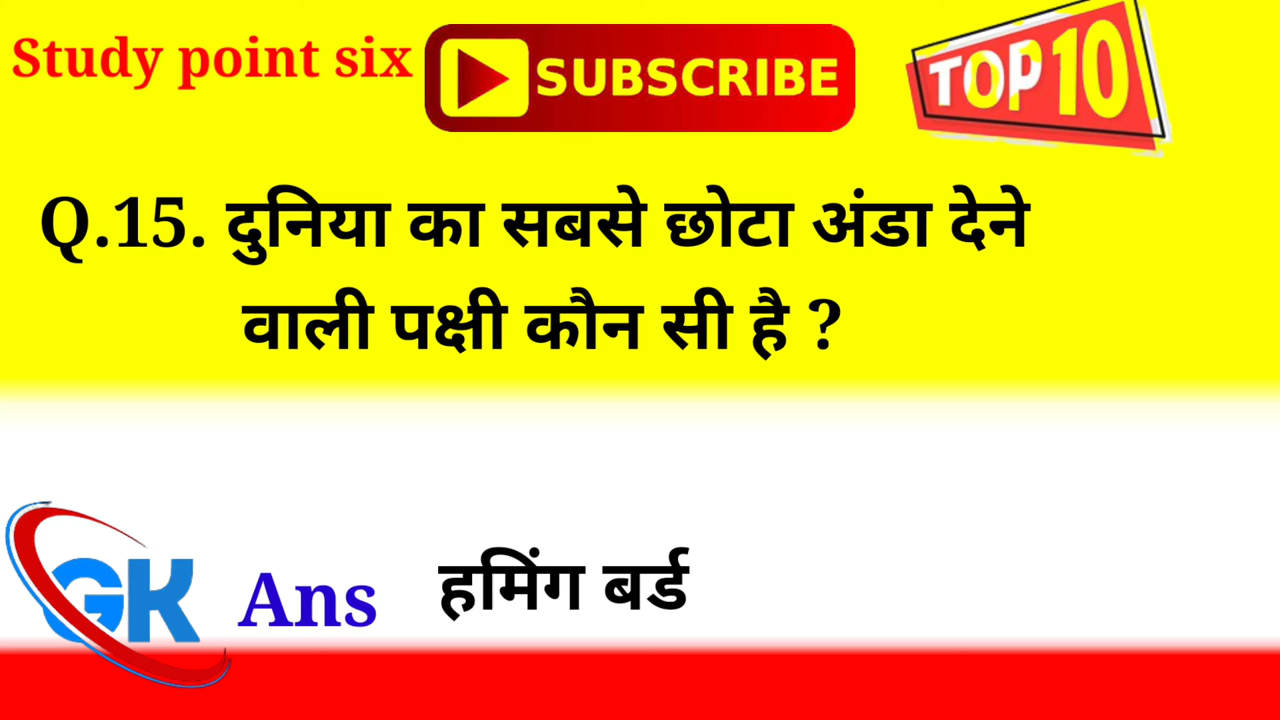 Study point six
SUBSCRIBE
TOP 10
Q.15. दुनिया का सबसे छोटा अंडा देने
वाली पक्षी कौन सी है ?
GK
Ans हमिंग बर्ड